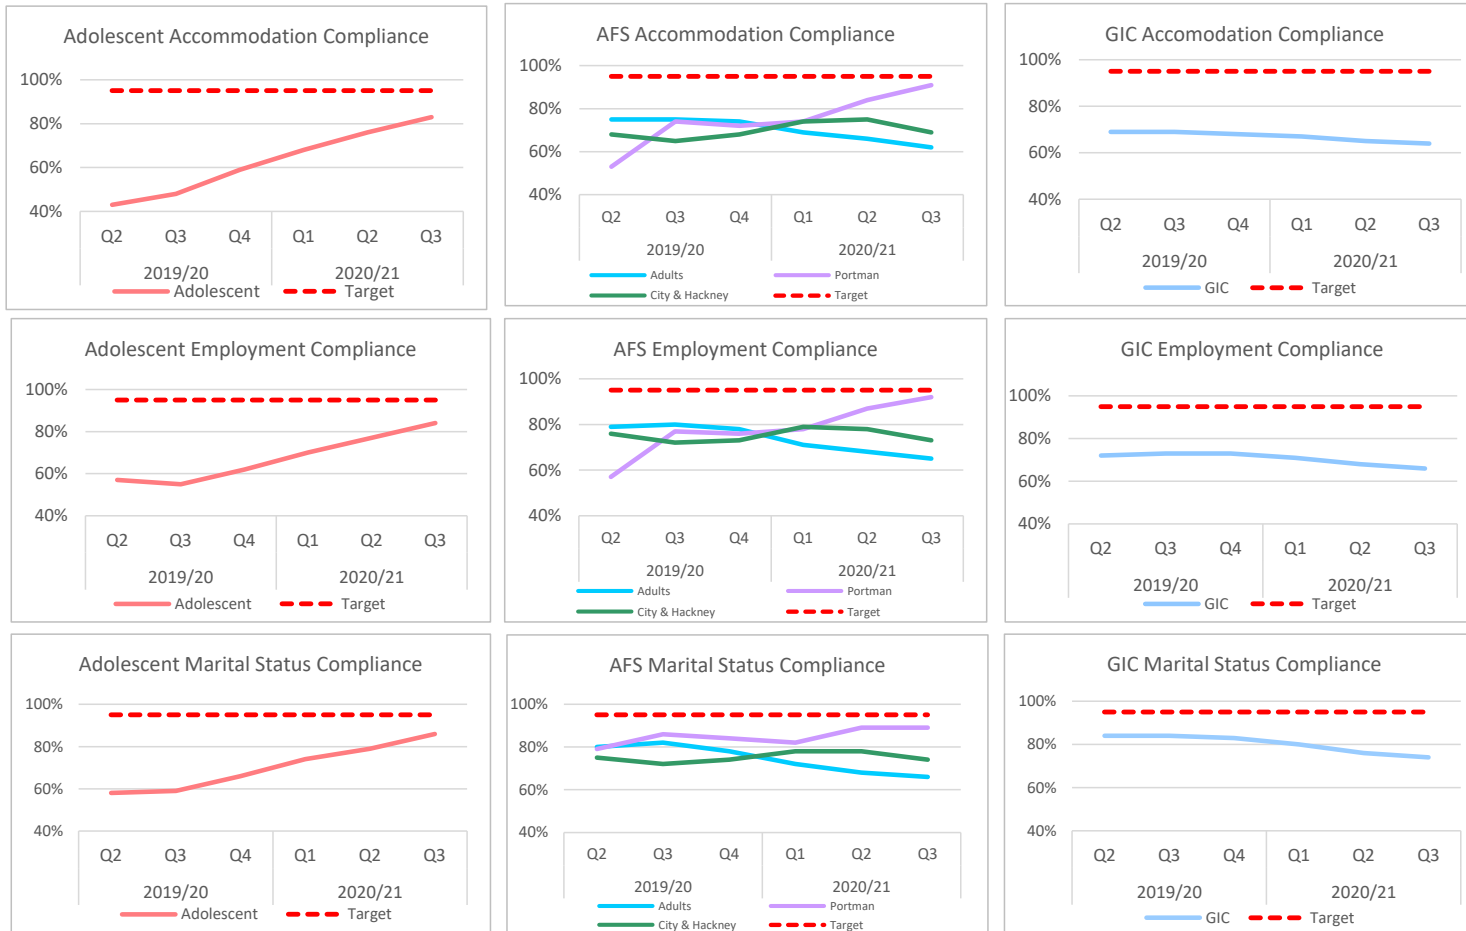 Adolescent Accommodation Compliance
100%
80%
60%
40%
Q2 Q3 Q4 Q1 Q2 Q3
2019/20 2020/21
Adolescent Target
AFS Accommodation Compliance
100%
80%
60%
40%
Q2 Q3 Q4 Q1 Q2 Q3
2019/20 2020/21
Adults Portman
City & Hackney Target
GIC Accomodation Compliance
100%
80%
60%
40%
Q2 Q3 Q4 Q1 Q2 Q3
2019/20 2020/21
GIC Target
Adolescent Employment Compliance
100%
80%
60%
40%
Q2 Q3 Q4 Q1 Q2 Q3
2019/20 2020/21
Adolescent Target
AFS Employment Compliance
100%
80%
60%
40%
Q2 Q3 Q4 Q1 Q2 Q3
2019/20 2020/21
Adults Portman
City & Hackney Target
GIC Employment Compliance
100%
80%
60%
40%
Q2 Q3 Q4 Q1 Q2 Q3
2019/20 2020/21
GIC Target
Adolescent Marital Status Compliance
100%
80%
60%
40%
Q2 Q3 Q4 Q1 Q2 Q3
2019/20 2020/21
Adolescent Target
AFS Marital Status Compliance
100%
80%
60%
40%
Q2 Q3 Q4 Q1 Q2 Q3
2019/20 2020/21
Adults Portman
City & Hackney Target
GIC Marital Status Compliance
100%
80%
60%
40%
Q2 Q3 Q4 Q1 Q2 Q3
2019/20 2020/21
GIC Target